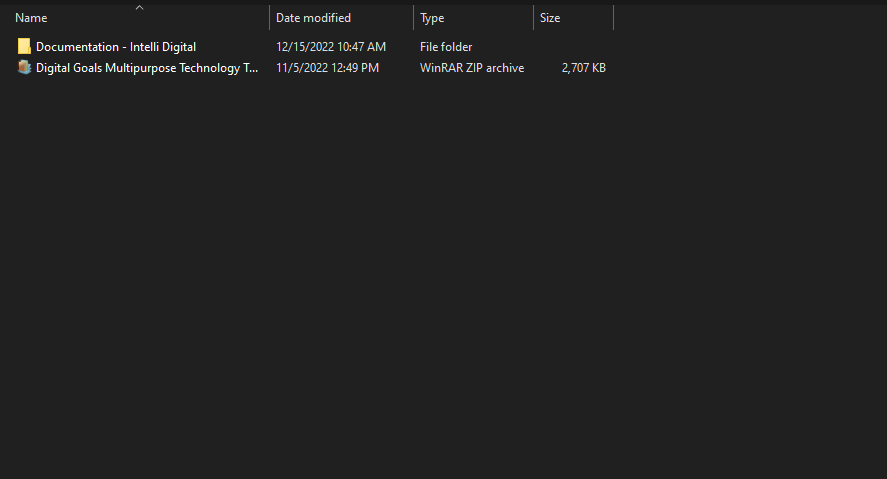 Name Date modified Type Size
Documentation - Intelli Digital 12/15/2022 10:47 AM File folder
Digital Goals Multipurpose Technology T... 11/5/2022 12:49 PM WinRAR ZIP archive 2,707 KB